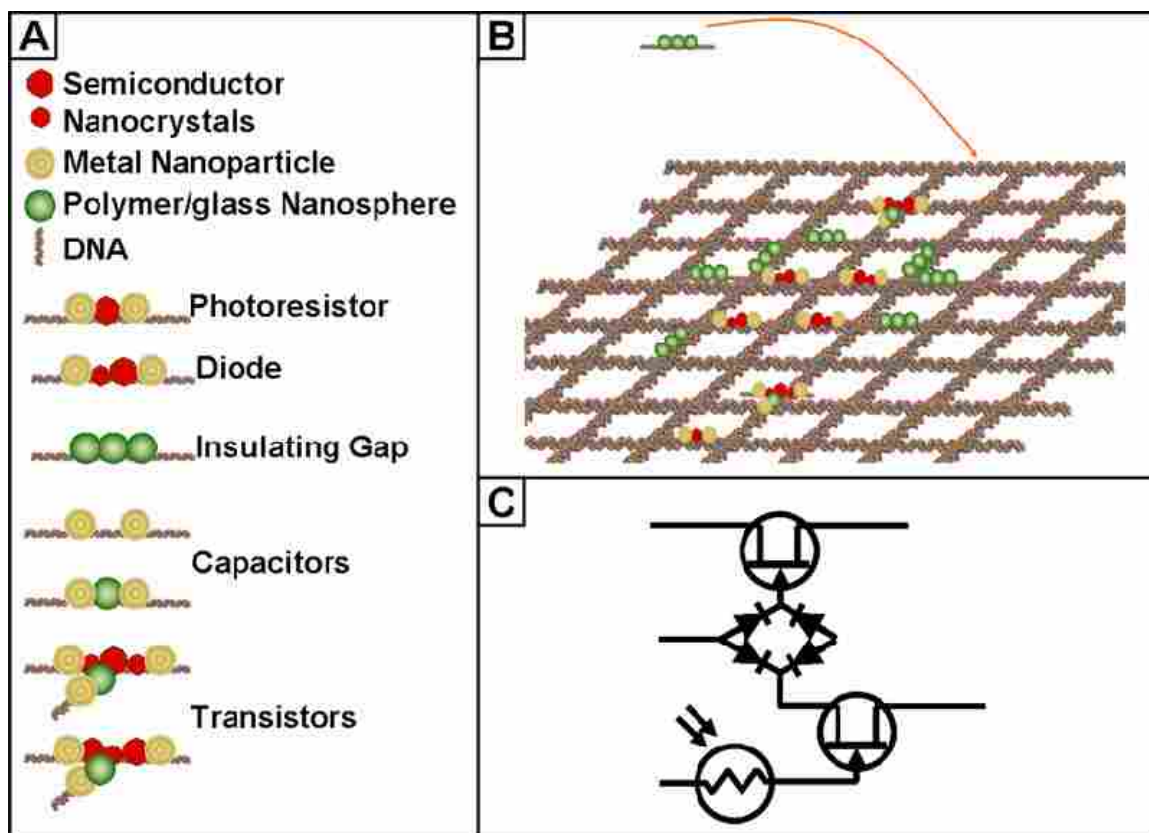 A
Semiconductor
Nanocrystals
Metal Nanoparticle
Polymer/glass Nanosphere
DNA
Photoresistor
Diode
Insulating Gap
Capacitors
Transistors
B
C